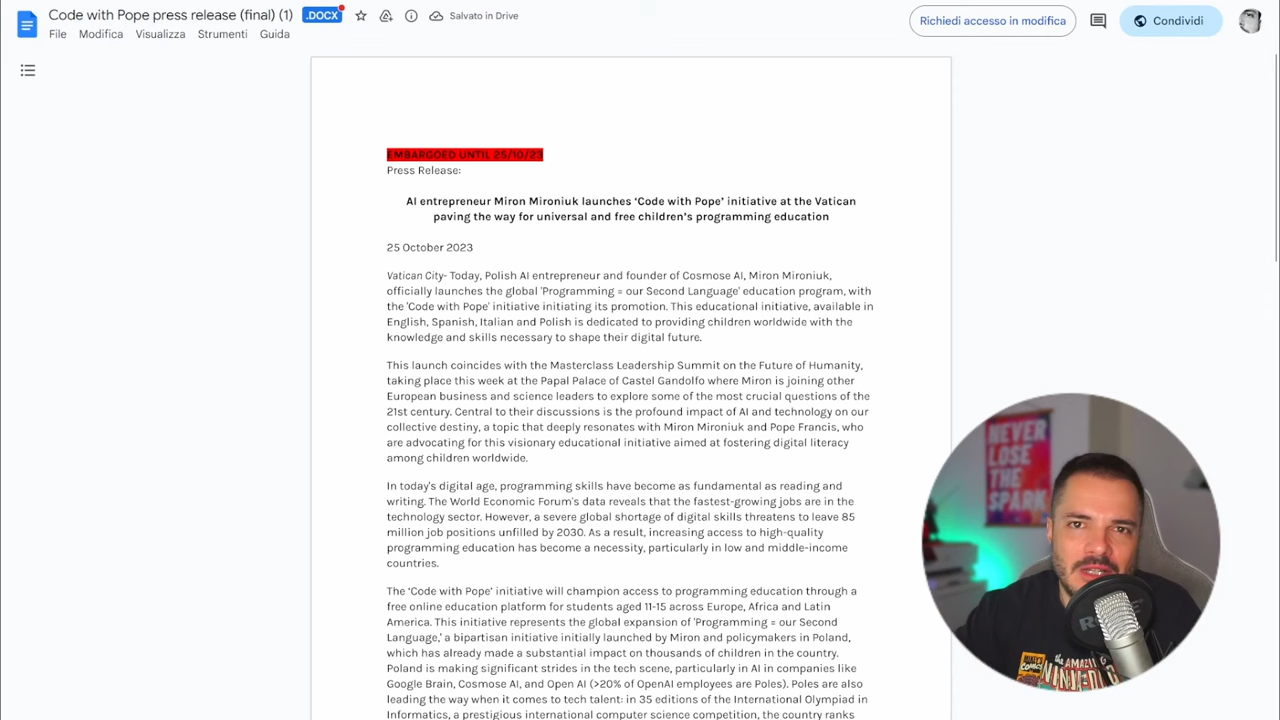 Code with Pope press release (final) (1) .DOCX Salvato in Drive
File Modifica Visualizza Strumenti Guida
Richiedi accesso in modifica
Condividi
EMBARGOED UNTIL 25/10/23
Press Release:
AI entrepreneur Miron Mironiuk launches ‘Code with Pope’ initiative at the Vatican
paving the way for universal and free children’s programming education
25 October 2023
Vatican City- Today, Polish AI entrepreneur and founder of Cosmose AI, Miron Mironiuk,
officially launches the global 'Programming = our Second Language' education program, with
the 'Code with Pope' initiative initiating its promotion. This educational initiative, available in
English, Spanish, Italian and Polish is dedicated to providing children worldwide with the
knowledge and skills necessary to shape their digital future.
This launch coincides with the Masterclass Leadership Summit on the Future of Humanity,
taking place this week at the Papal Palace of Castel Gandolfo where Miron is joining other
European business and science leaders to explore some of the most crucial questions of the
21st century. Central to their discussions is the profound impact of AI and technology on our
collective destiny, a topic that deeply resonates with Miron Mironiuk and Pope Francis, who
are advocating for this visionary educational initiative aimed at fostering digital literacy
among children worldwide.
In today's digital age, programming skills have become as fundamental as reading and
writing. The World Economic Forum's data reveals that the fastest-growing jobs are in the
technology sector. However, a severe global shortage of digital skills threatens to leave 85
million job positions unfilled by 2030. As a result, increasing access to high-quality
programming education has become a necessity, particularly in low and middle-income
countries.
The ‘Code with Pope’ initiative will champion access to programming education through a
free online education platform for students aged 11-15 across Europe, Africa and Latin
America. This initiative represents the global expansion of 'Programming = our Second
Language,' a bipartisan initiative initially launched by Miron and policymakers in Poland,
which has already made a substantial impact on thousands of children in the country.
Poland is making significant strides in the tech scene, particularly in AI in companies like
Google Brain, Cosmose AI, and Open AI (>20% of OpenAI employees are Poles). Poles are also
leading the way when it comes to tech talent: in 35 editions of the International Olympiad in
Informatics, a prestigious international computer science competition, the country ranks
NEVER
LOSE
THE
SPARK
THE AMAZING